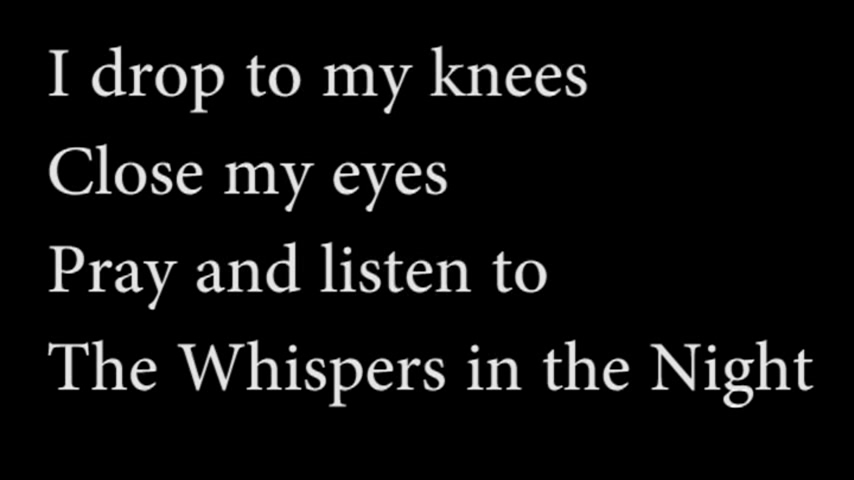 I drop to my knees
Close my eyes
Pray and listen to
The Whispers in the Night